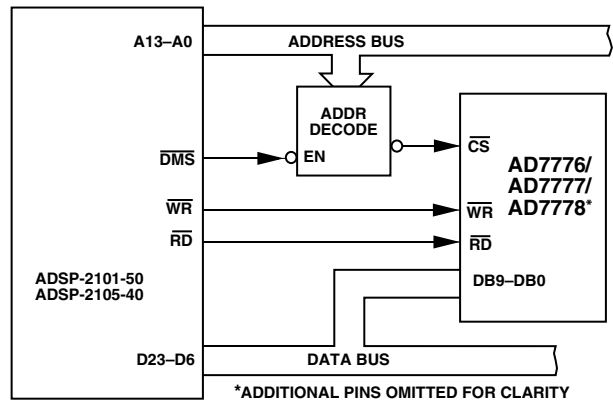 A13–A0
ADDRESS BUS
ADDR
DECODE
DMS
EN
CS
AD7776/
AD7777/
AD7778*
WR
WR
RD
RD
ADSP-2101-50
ADSP-2105-40
DB9–DB0
D23–D6
DATA BUS
*ADDITIONAL PINS OMITTED FOR CLARITY